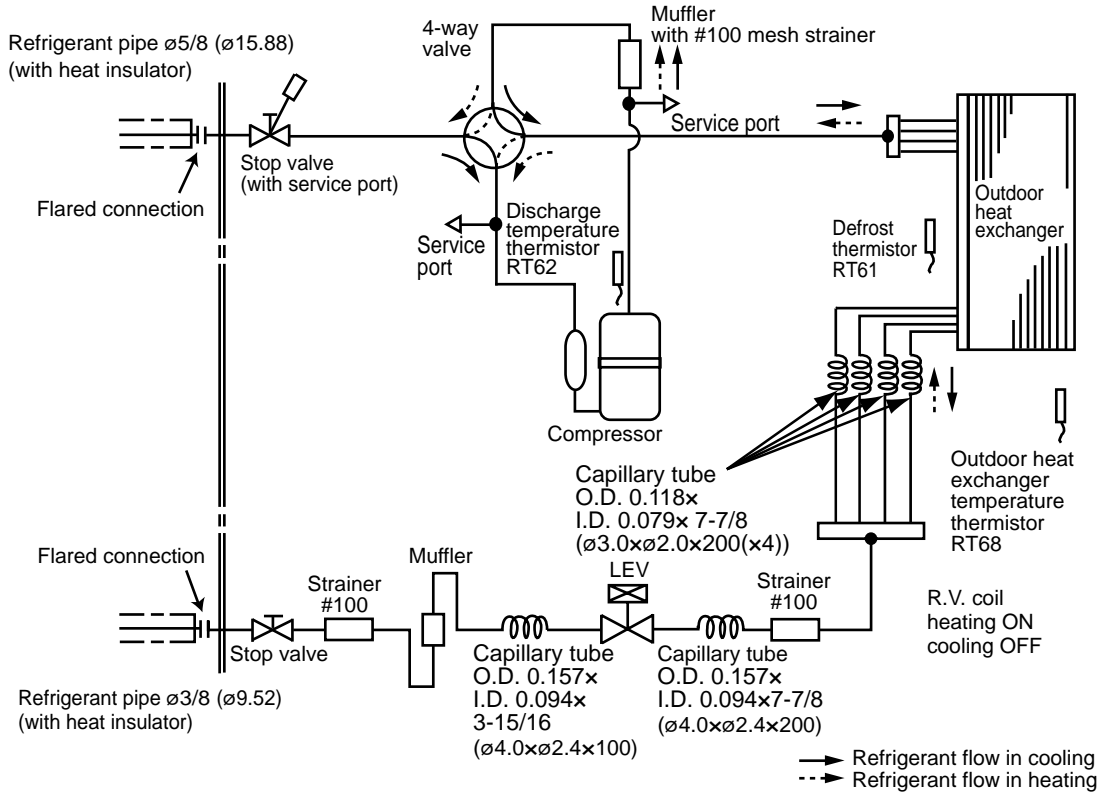 Refrigerant pipe ø5/8 (ø15.88)
(with heat insulator)
4-way
valve
Muffler
with #100 mesh strainer
Service port
Stop valve
(with service port)
Flared connection
Discharge
temperature
thermistor
RT62
Service
port
Outdoor
heat
exchanger
Defrost
thermistor
RT61
Compressor
Capillary tube
O.D. 0.118×
I.D. 0.079× 7-7/8
(ø3.0×ø2.0×200(×4))
Outdoor heat
exchanger
temperature
thermistor
RT68
Flared connection
Strainer
#100
Muffler
LEV
Strainer
#100
R.V. coil
heating ON
cooling OFF
Stop valve
Capillary tube
O.D. 0.157×
I.D. 0.094×
3-15/16
(ø4.0×ø2.4×100)
Capillary tube
O.D. 0.157×
I.D. 0.094×7-7/8
(ø4.0×ø2.4×200)
Refrigerant pipe ø3/8 (ø9.52)
(with heat insulator)
Refrigerant flow in cooling
Refrigerant flow in heating